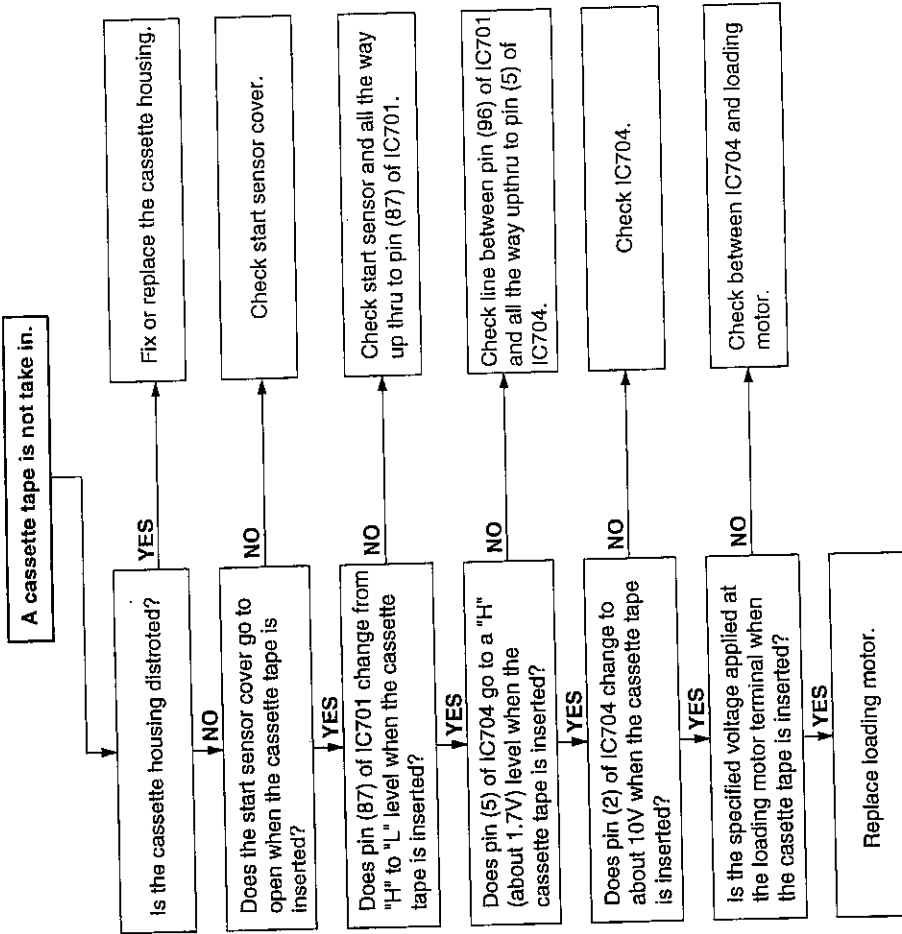 A cassette tape is not take in.
Is the cassette housing distroted?
YES
Fix or replace the cassette housing.
NO
Does the start sensor cover go to
open when the cassette tape is
inserted?
NO
Check start sensor cover.
YES
Does pin (87) of IC701 change from
"H" to "L" level when the cassette
tape is inserted?
NO
Check start sensor and all the way
up thru to pin (87) of IC701.
YES
Does pin (5) of IC704 go to a "H"
(about 1.7V) level when the
cassette tape is inserted?
NO
Check line between pin (96) of IC701
and all the way upthru to pin (5) of
IC704.
YES
Does pin (2) of IC704 change to
about 10V when the cassette tape
is inserted?
NO
Check IC704.
YES
Is the specified voltage applied at
the loading motor terminal when
the casette tape is inserted?
NO
Check between IC704 and loading
motor.
YES
Replace loading motor.